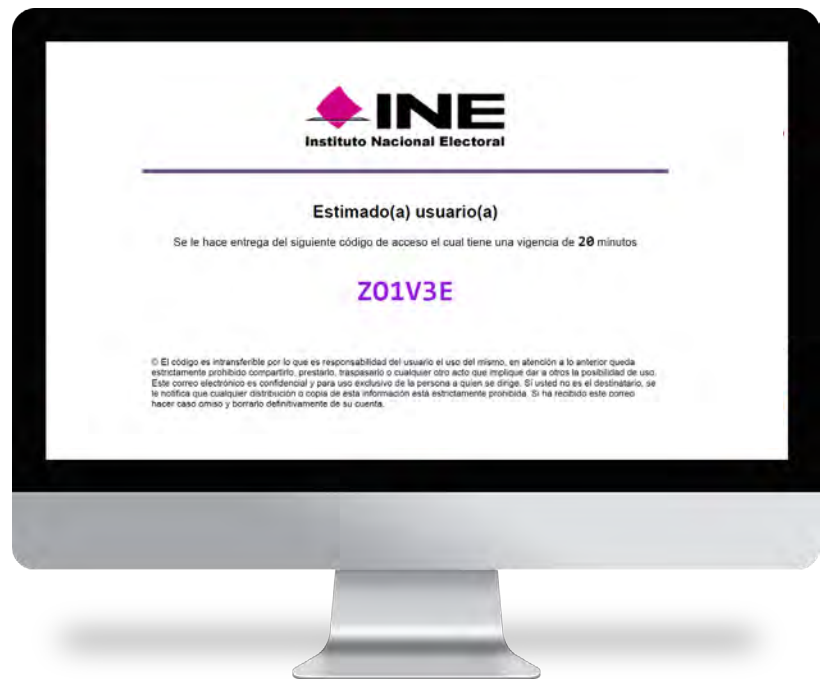 INE
Instituto Nacional Electoral
Estimado(a) usuario(a)
Se le hace entrega del siguiente código de acceso el cual tiene una vigencia de 20 minutos
ZO1V3E
© El código es intransferible por lo que es responsabilidad del usuario el uso del mismo, en atención a lo anterior queda
estrictamente prohibido compartirlo, prestarlo, traspasarlo o cualquier otro acto que implique dar a otros la posibilidad de uso.
Este correo electrónico es confidencial y para uso exclusivo de la persona a quien se dirige. Si usted no es el destinatario, se
le notifica que cualquier distribución o copia de esta información está estrictamente prohibida. Si ha recibido este correo
hacer caso omiso y borrarlo definitivamente de su cuenta.